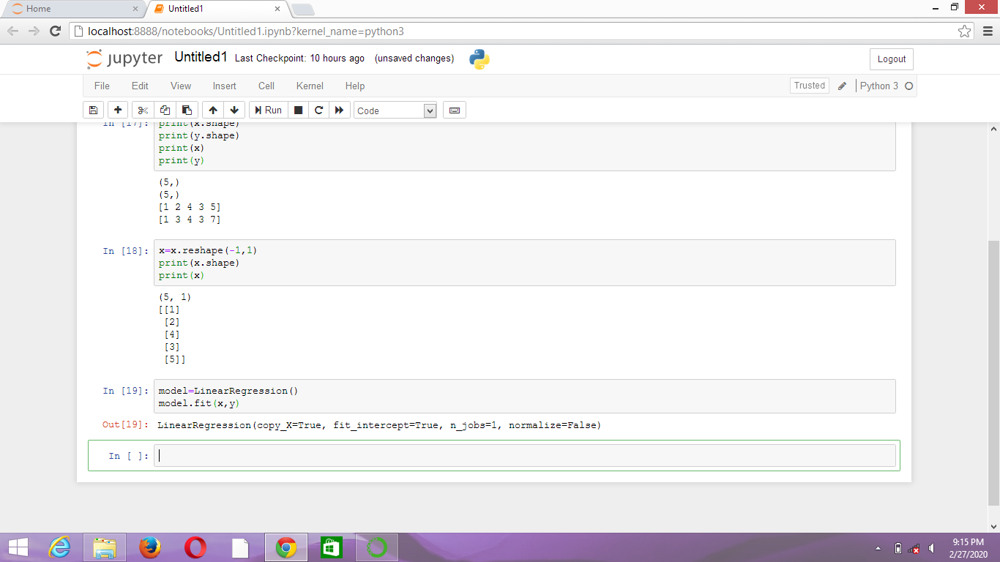 Home
Untitled1
localhost:8888/notebooks/Untitled1.ipynb?kernel_name=python3
jupyter Untitled1 Last Checkpoint: 10 hours ago (unsaved changes) Logout
File Edit View Insert Cell Kernel Help Trusted Python 3
Run Code
In [17]: print(x.shape)
print(y.shape)
print(x)
print(y)
(5,)
(5,)
[1 2 4 3 5]
[1 3 4 3 7]
In [18]: x=x.reshape(-1,1)
print(x.shape)
print(x)
(5, 1)
[[1]
[2]
[4]
[3]
[5]]
In [19]: model=LinearRegression()
model.fit(x,y)
Out[19]: LinearRegression(copy_X=True, fit_intercept=True, n_jobs=1, normalize=False)
In [ ]:
9:15 PM
2/27/2020